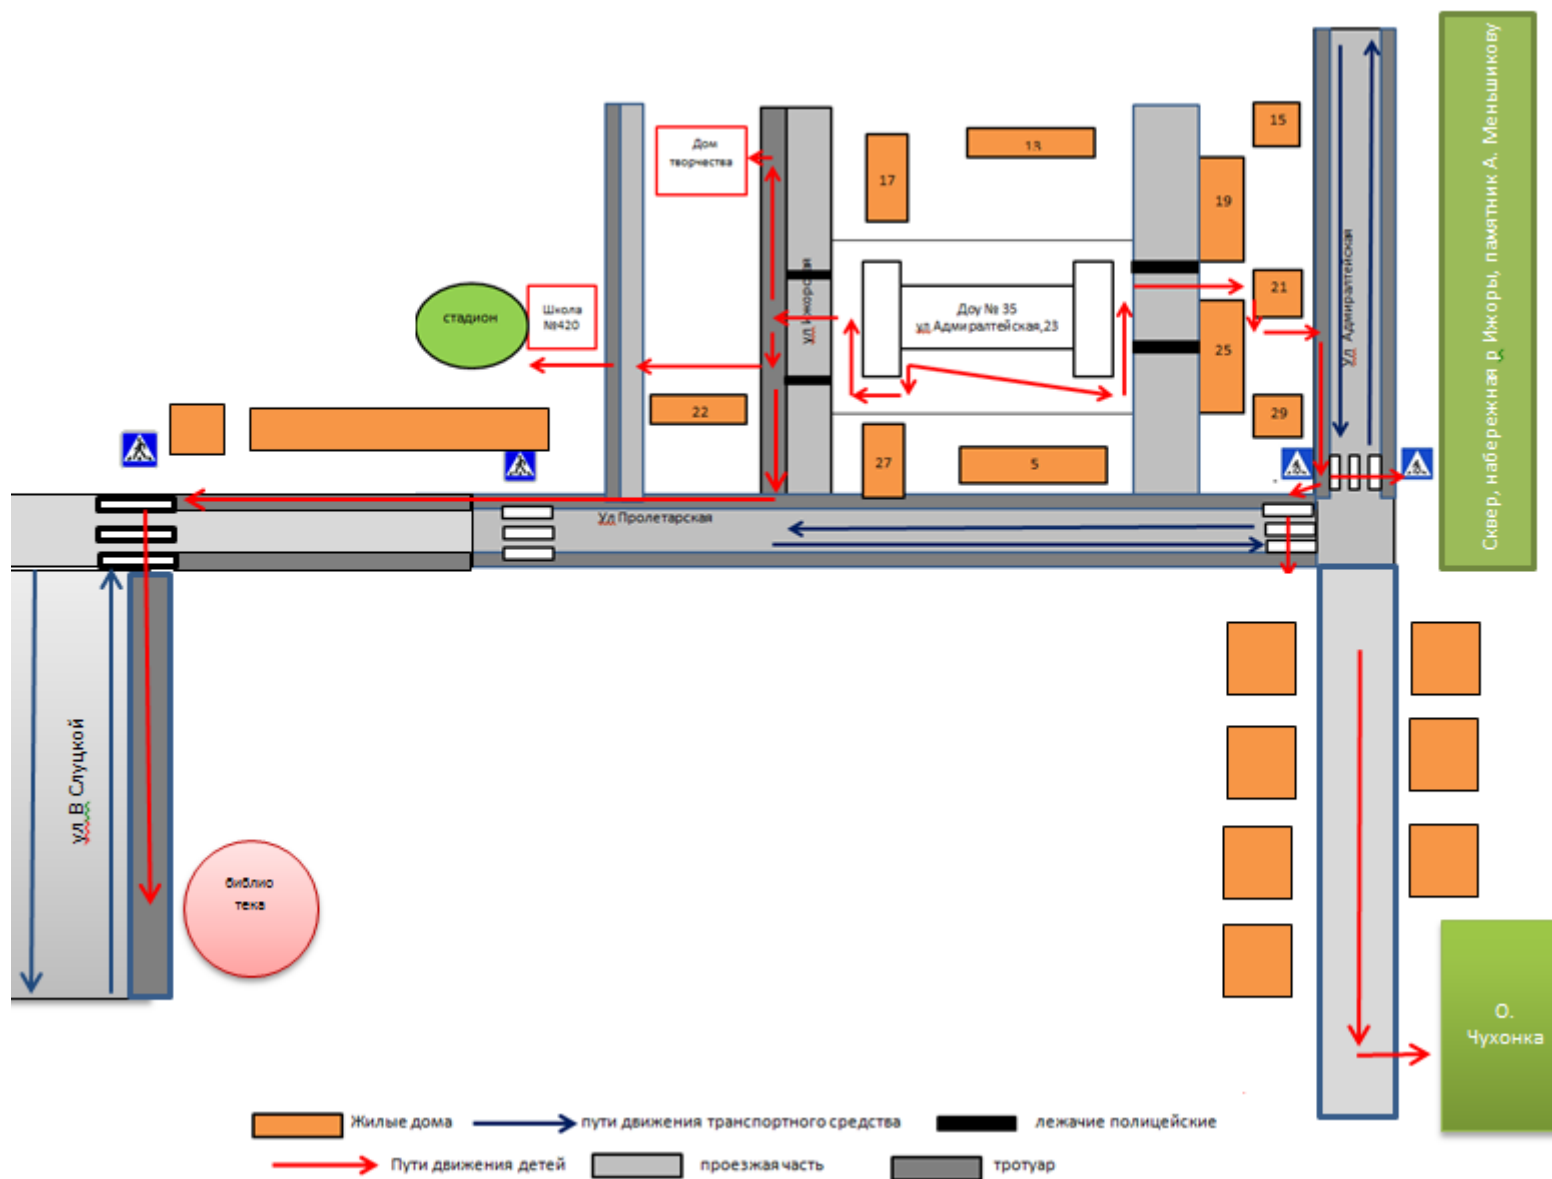 15
Дом
творчества
17
13
19
Ул Адмиралтейская
Сквер, набережная р Ижоры, памятник А. Меньшикову
ул Ижорская
21
стадион
Школа
№420
Доу № 35
ул Адмиралтейская,23
25
22
29
27
5
Ул Пролетарская
ул В Слуцкой
библио
тека
О.
Чухонка
Жилые дома
пути движения транспортного средства
лежачие полицейские
Пути движения детей
проезжая часть
тротуар